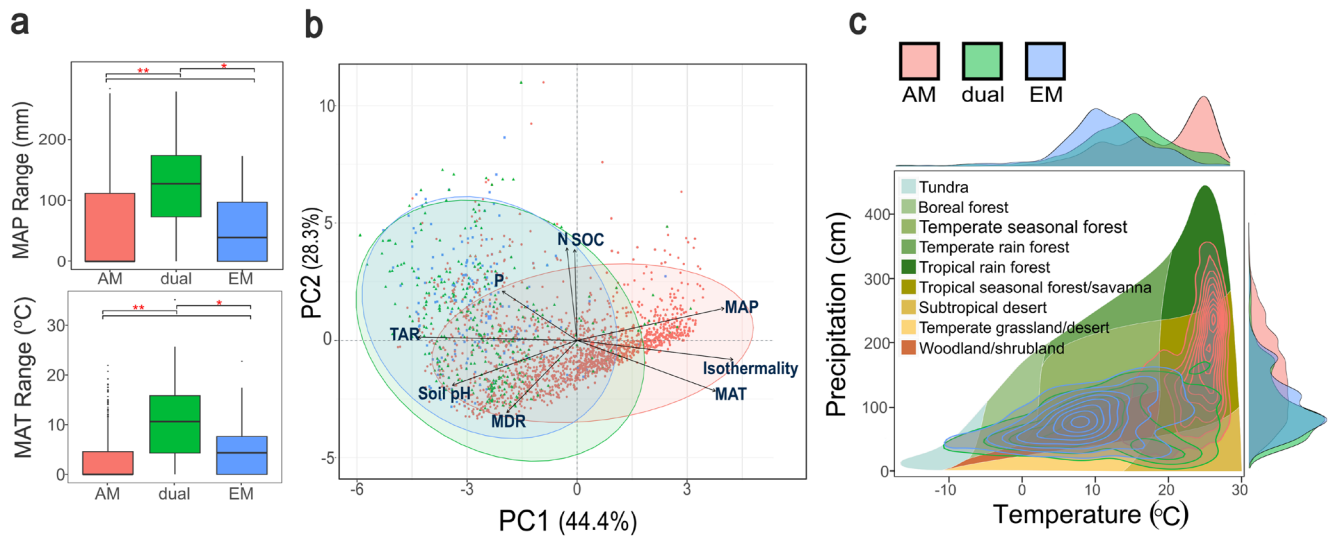 a
MAP Range (mm)
200
100
0
**
*
AM
dual
EM
MAT Range (ºC)
30
20
10
0
**
*
AM
dual
EM
b
PC2 (28.3%)
10
5
0
-5
N
SOC
P
MAP
TAR
Isothermality
Soil pH
MAT
MDR
-6
-3
0
3
PC1 (44.4%)
c
AM
dual
EM
Precipitation (cm)
400
300
200
100
0
Tundra
Boreal forest
Temperate seasonal forest
Temperate rain forest
Tropical rain forest
Tropical seasonal forest/savanna
Subtropical desert
Temperate grassland/desert
Woodland/shrubland
-10
0
10
20
30
Temperature (ºC)